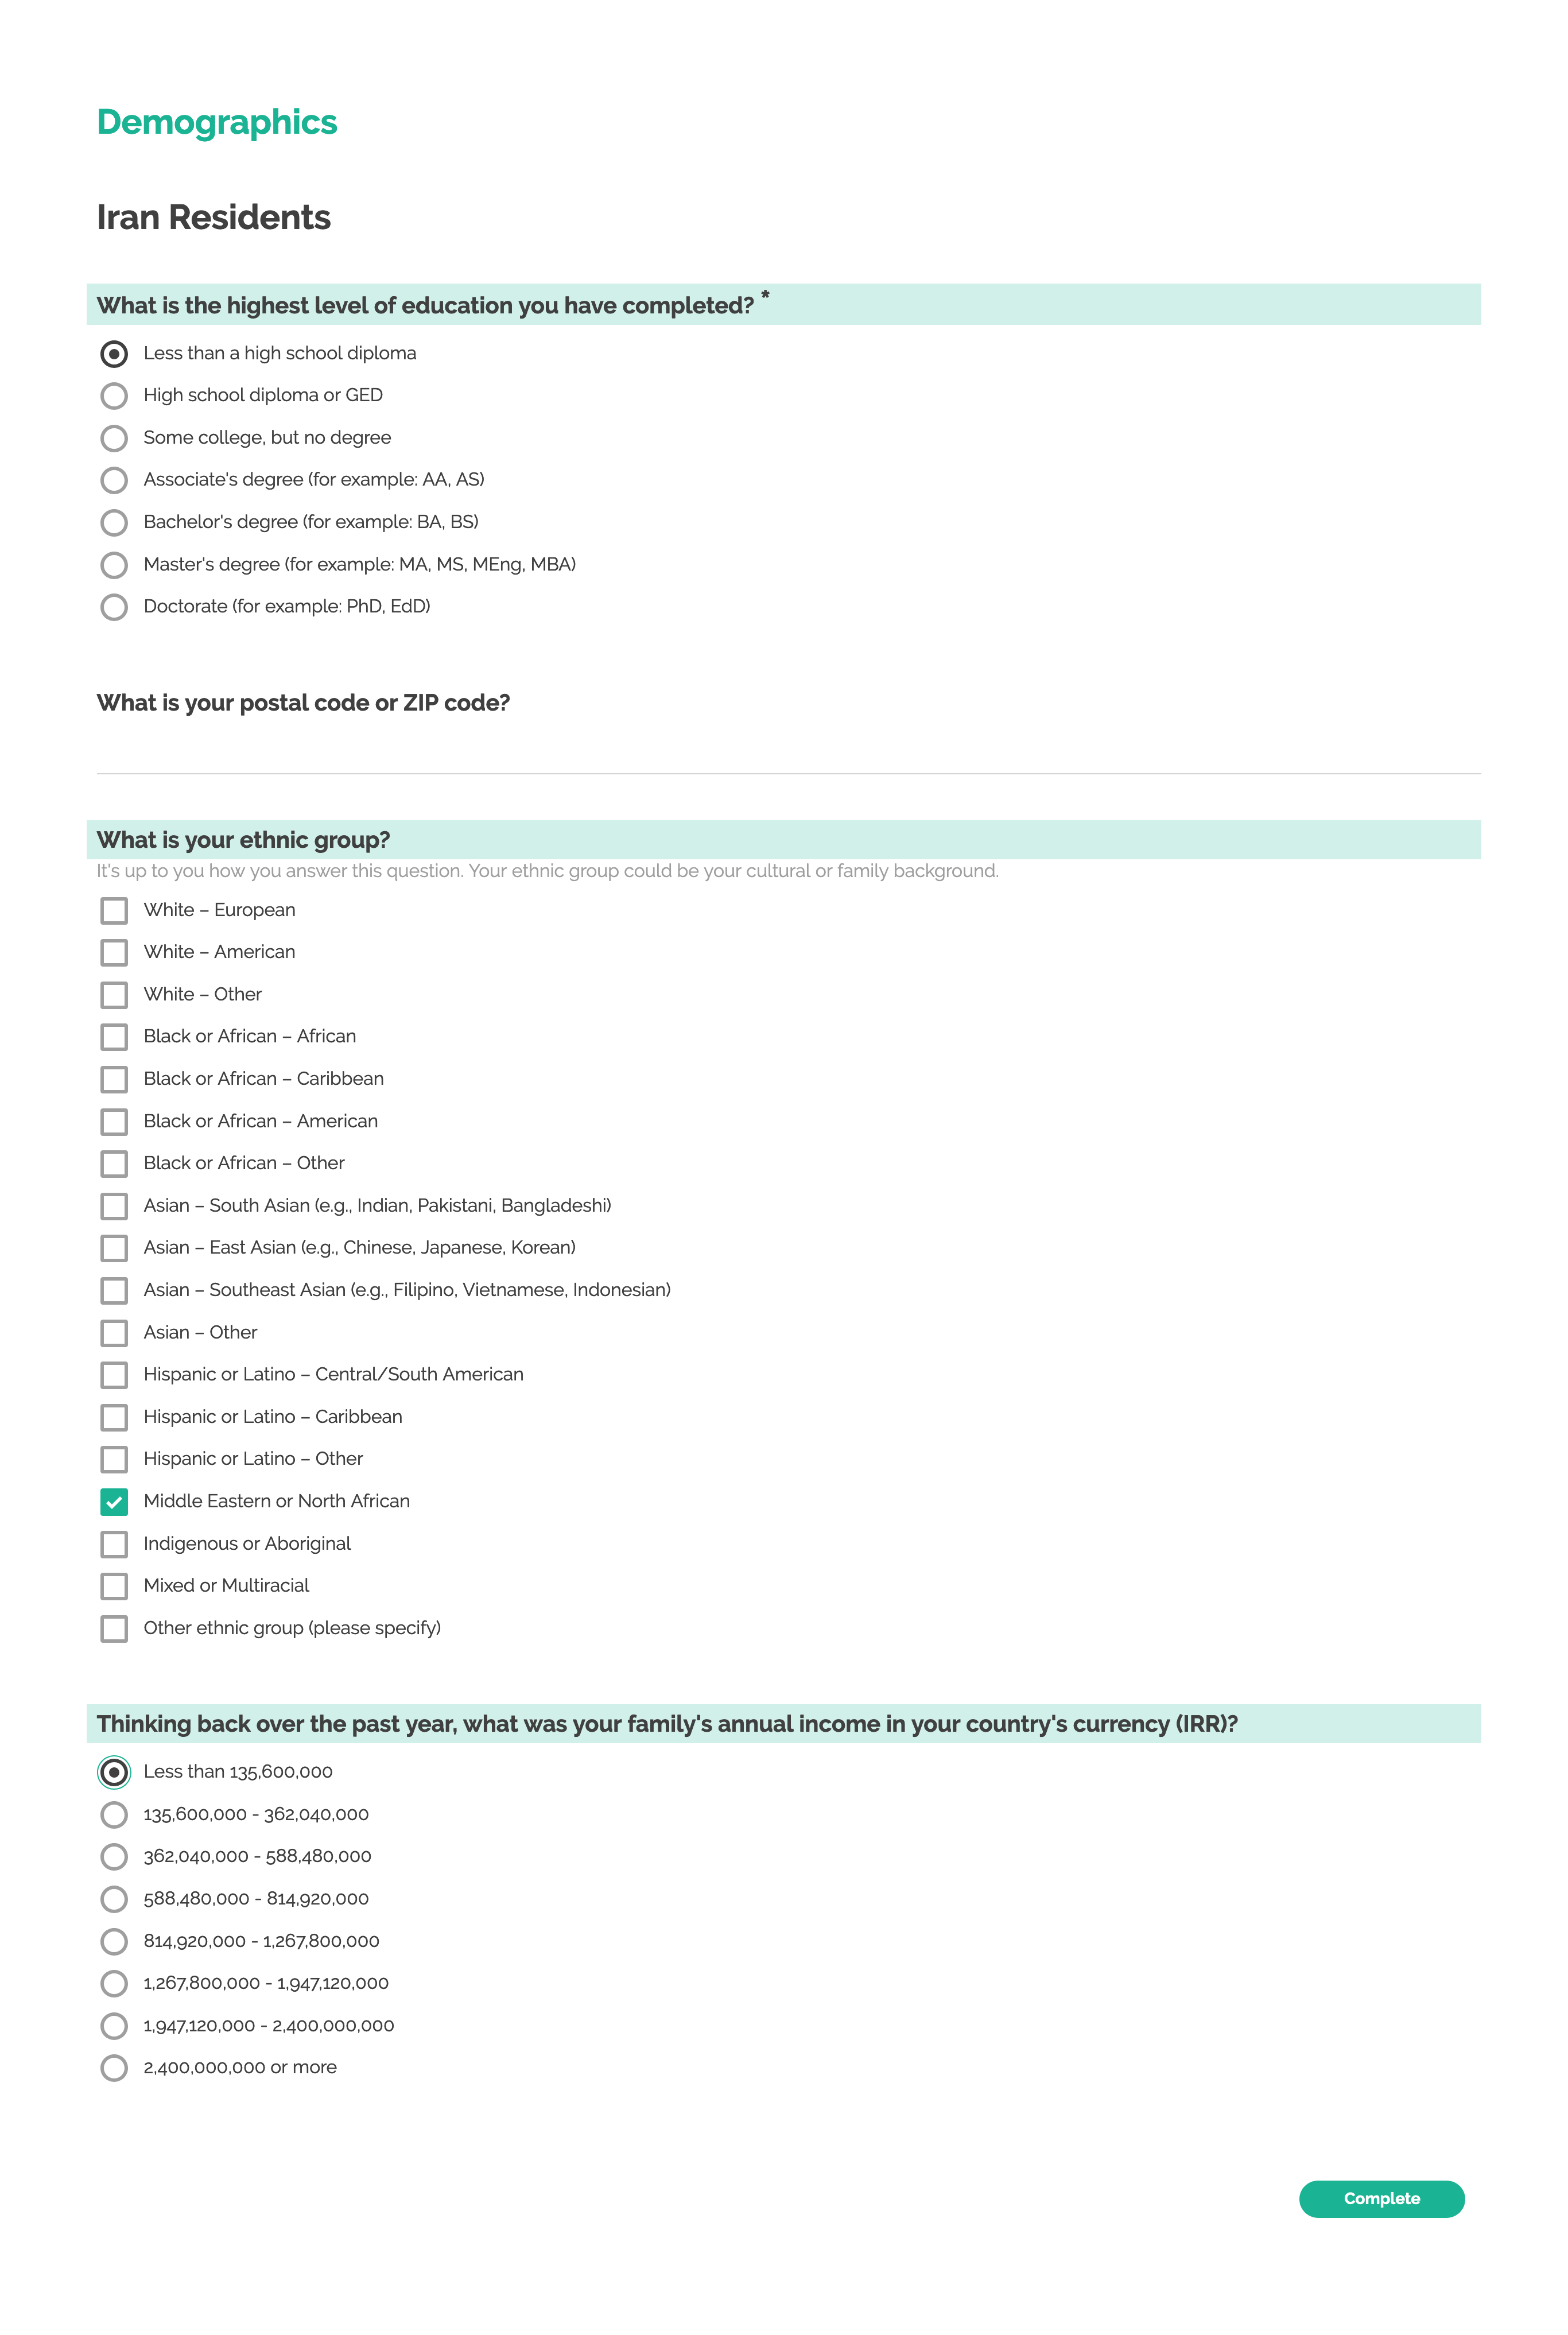 Demographics
Iran Residents
What is the highest level of education you have completed? *
Less than a high school diploma
High school diploma or GED
Some college, but no degree
Associate's degree (for example: AA, AS)
Bachelor's degree (for example: BA, BS)
Master's degree (for example: MA, MS, MEng, MBA)
Doctorate (for example: PhD, EdD)
What is your postal code or ZIP code?
What is your ethnic group?
It's up to you how you answer this question. Your ethnic group could be your cultural or family background.
White – European
White – American
White – Other
Black or African – African
Black or African – Caribbean
Black or African – American
Black or African – Other
Asian – South Asian (e.g., Indian, Pakistani, Bangladeshi)
Asian – East Asian (e.g., Chinese, Japanese, Korean)
Asian – Southeast Asian (e.g., Filipino, Vietnamese, Indonesian)
Asian – Other
Hispanic or Latino – Central/South American
Hispanic or Latino – Caribbean
Hispanic or Latino – Other
Middle Eastern or North African
Indigenous or Aboriginal
Mixed or Multiracial
Other ethnic group (please specify)
Thinking back over the past year, what was your family's annual income in your country's currency (IRR)?
Less than 135,600,000
135,600,000 - 362,040,000
362,040,000 - 588,480,000
588,480,000 - 814,920,000
814,920,000 - 1,267,800,000
1,267,800,000 - 1,947,120,000
1,947,120,000 - 2,400,000,000
2,400,000,000 or more
Complete